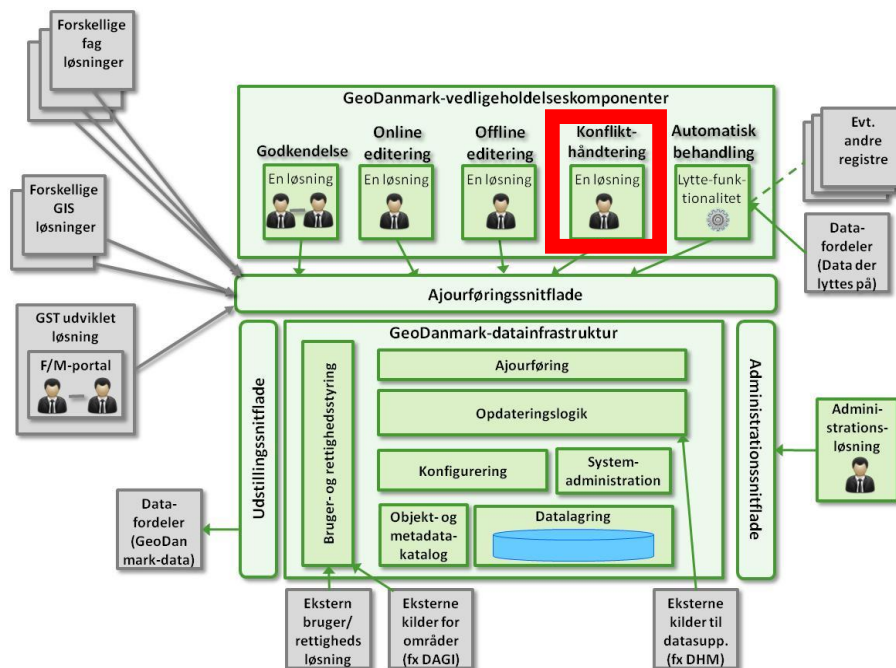 Forskellige
fag
løsninger
Forskellige
GIS
løsninger
GST udviklet
løsning
F/M-portal
GeoDanmark-vedligeholdelseskomponenter
Godkendelse
En løsning
Online
editering
En løsning
Offline
editering
En løsning
Konflikt-
håndtering
En løsning
Automatisk
behandling
Lytte-funk-
tionalitet
Evt.
andre
registre
Data-
fordeler
(Data der
lyttes på)
Ajourføringssnitflade
Udstillingssnitflade
GeoDanmark-datainfrastruktur
Bruger- og rettighedsstyring
Ajourføring
Opdateringslogik
Konfigurering
System-
administration
Objekt- og
metadata-
katalog
Datalagring
Administrationssnitflade
Admini-
strations-
løsning
Data-
fordeler
(GeoDan
mark-data)
Ekstern
bruger/
rettigheds
løsning
Eksterne
kilder for
områder
(fx DAGI)
Eksterne
kilder til
datasupp.
(fx DHM)